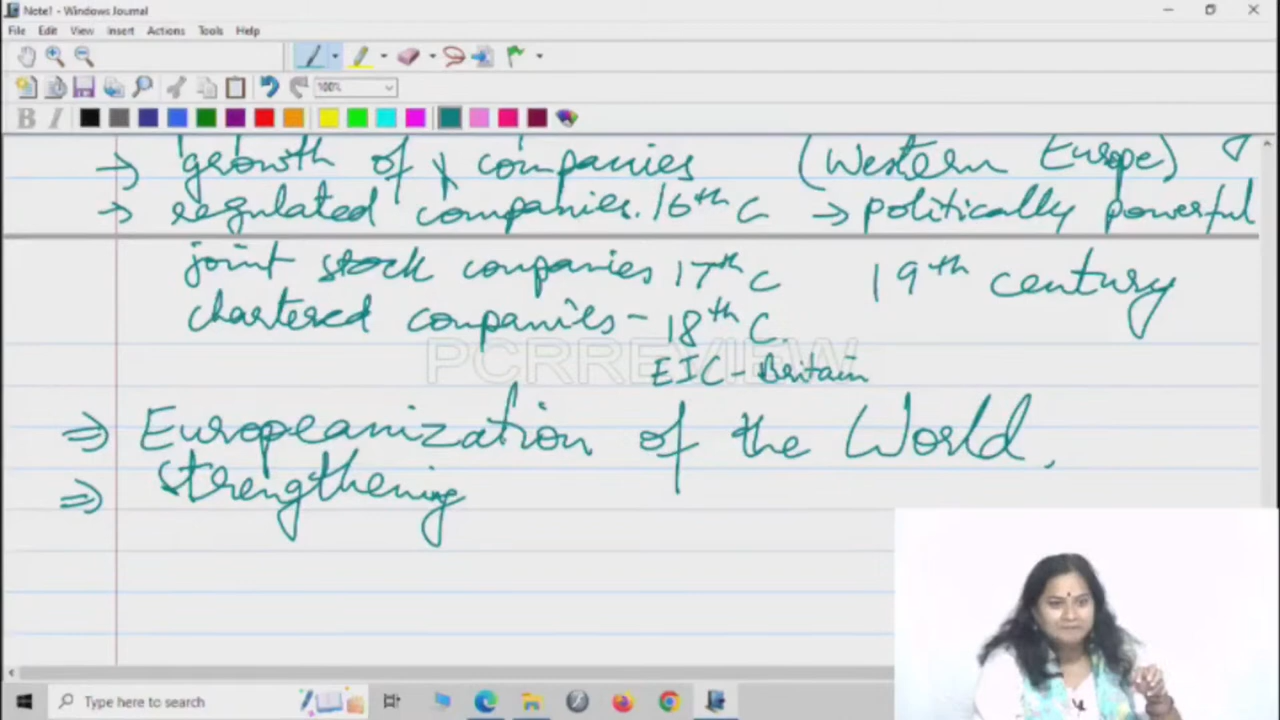 Note1 - Windows Journal
File Edit View Insert Actions Tools Help
100%
B I
→ growth of companies (Western Europe)
→ regulated companies. 16th C → politically powerful
joint stock companies 17th C 19th century
chartered companies - 18th C.
PCRREVIEW
EIC - Britain
⇒ Europeanization of the World.
⇒ strengthening
Type here to search